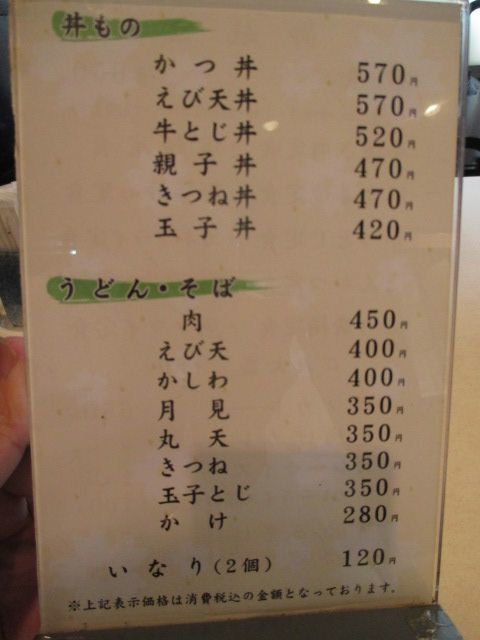 丼もの
かつ丼 570円
えび天丼 570円
牛とじ丼 520円
親子丼 470円
きつね丼 470円
玉子丼 420円
うどん・そば
肉 450円
えび天 400円
かしわ 400円
月見 350円
丸天 350円
きつね 350円
玉子とじ 350円
かけ 280円
いなり(2個) 120円
※上記表示価格は消費税込の金額となっております。